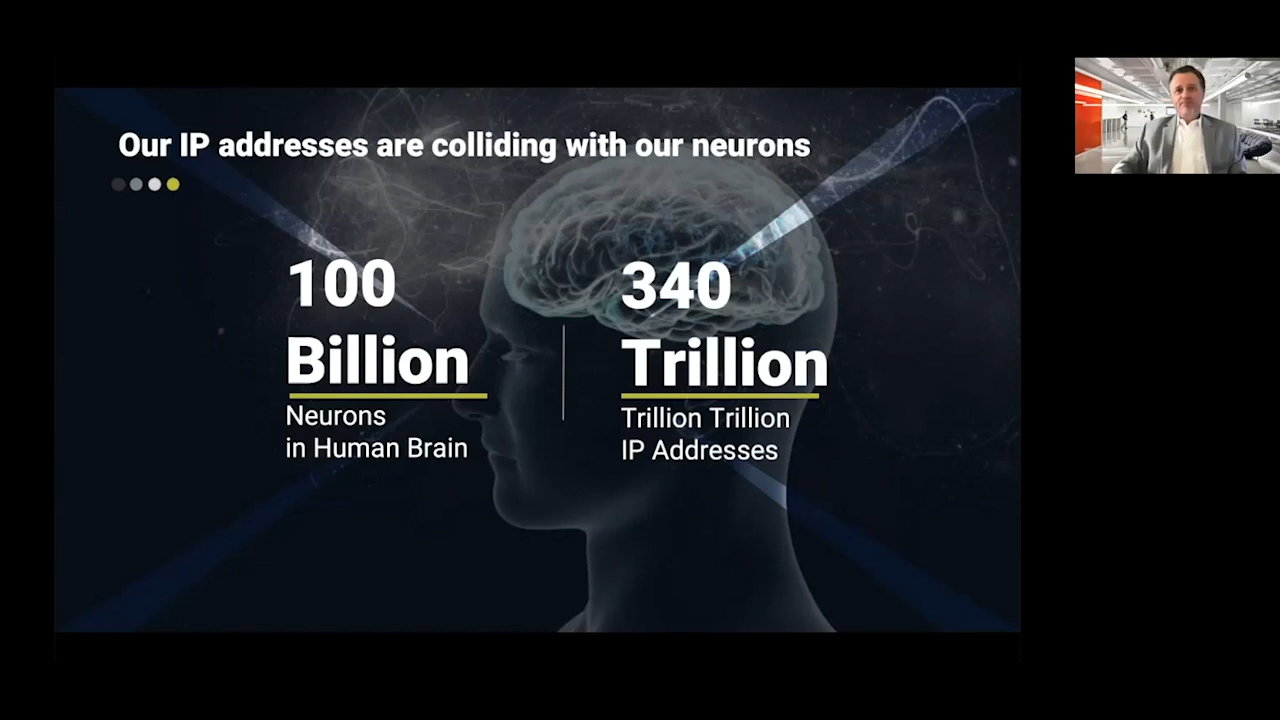 Our IP addresses are colliding with our neurons
100
Billion
Neurons
in Human Brain
340
Trillion
Trillion Trillion
IP Addresses